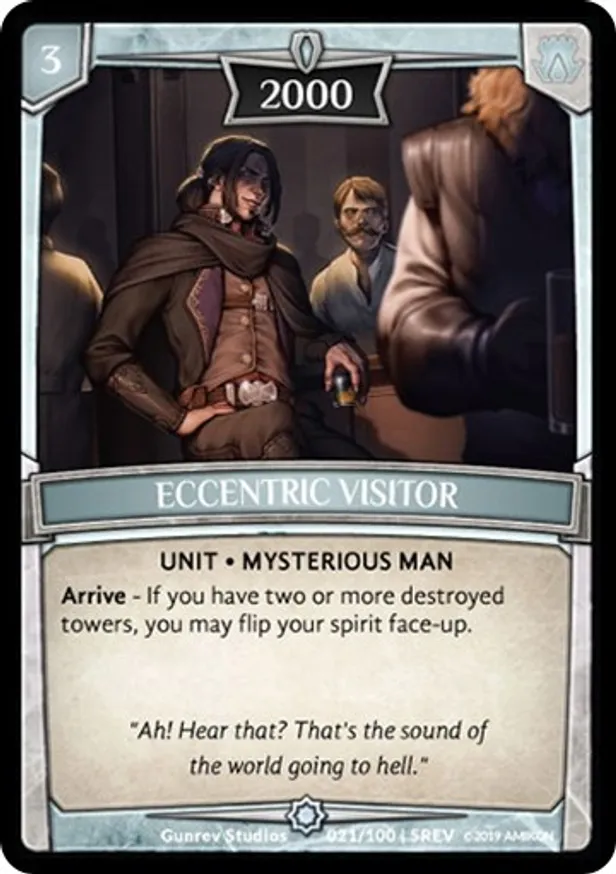 3
2000
ECCENTRIC VISITOR
UNIT • MYSTERIOUS MAN
Arrive - If you have two or more destroyed
towers, you may flip your spirit face-up.
"Ah! Hear that? That's the sound of
the world going to hell."
Gunrev Studios 021/100 | SREV © 2019 AMIKON